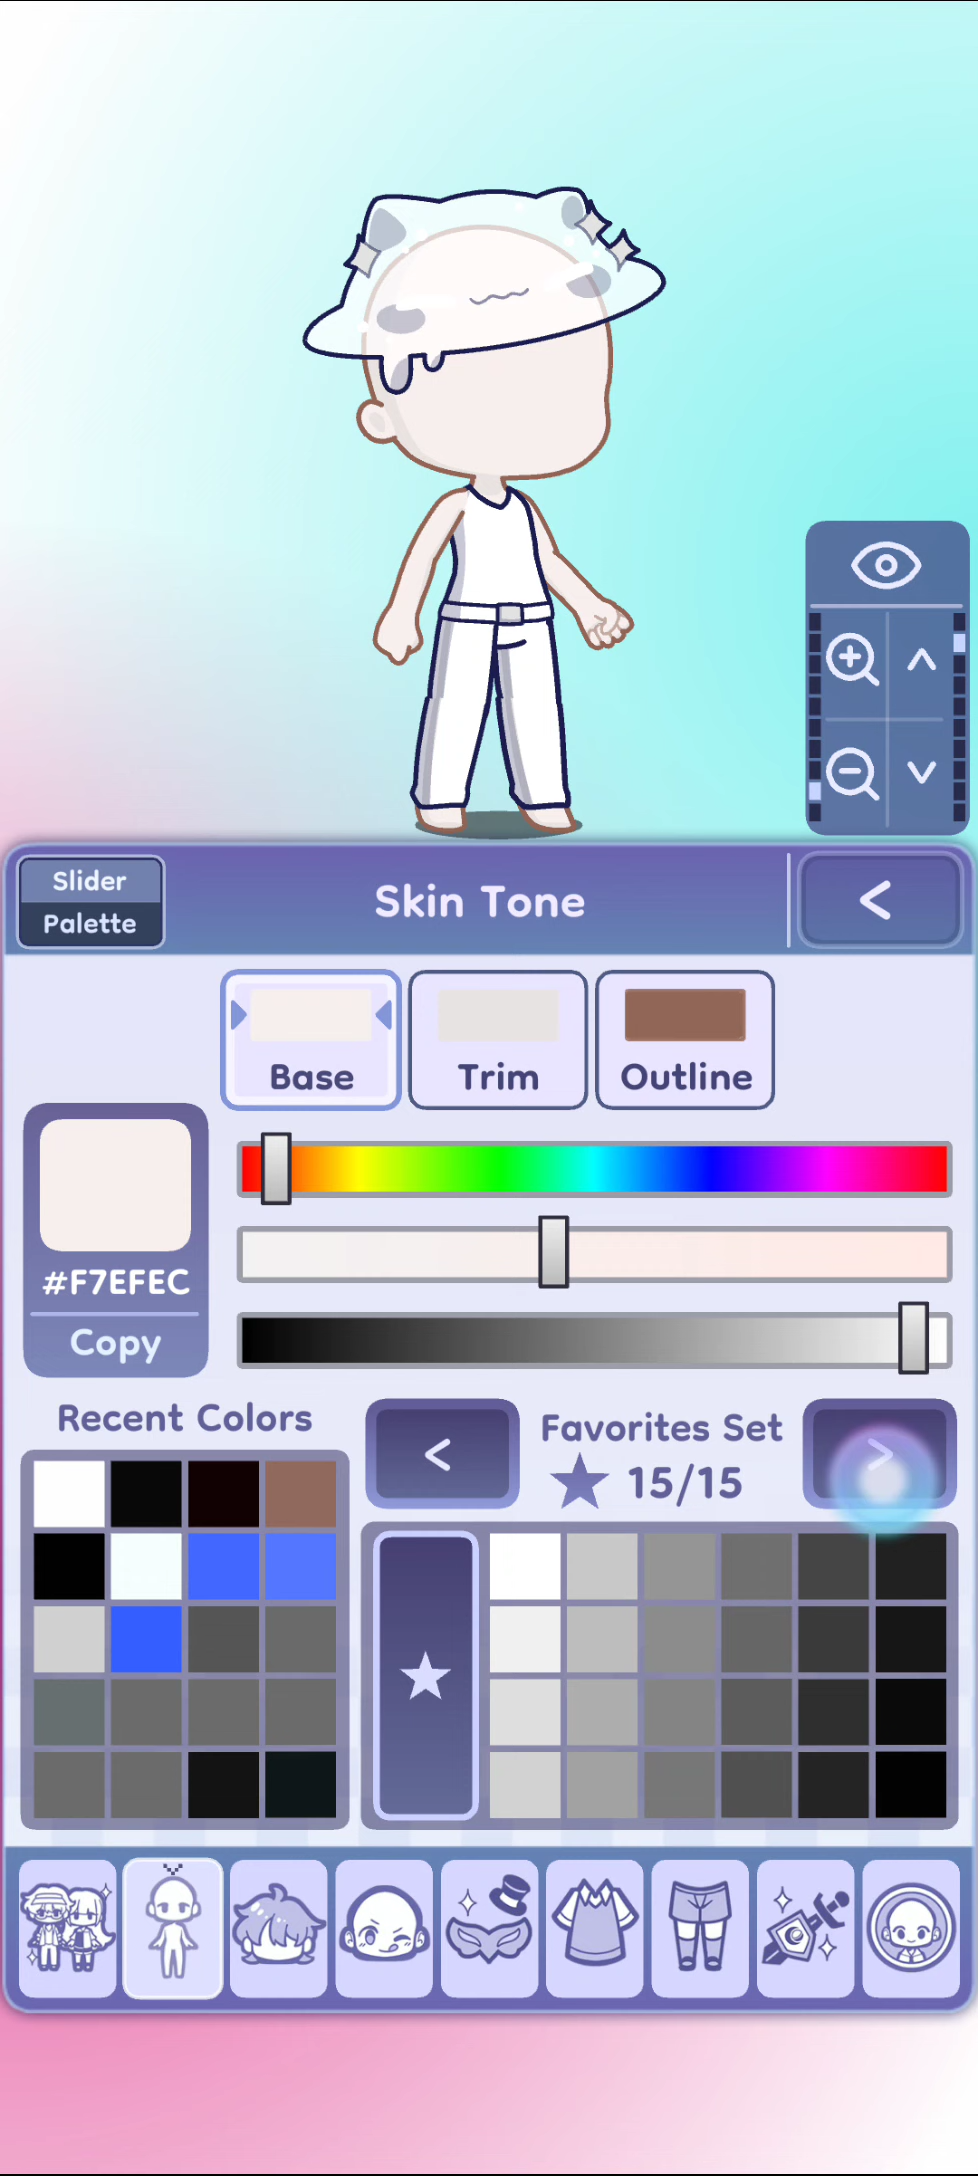 Slider
Palette
Skin Tone
<
Base
Trim
Outline
#F7EFEC
Copy
Recent Colors
<
Favorites Set
15/15
>